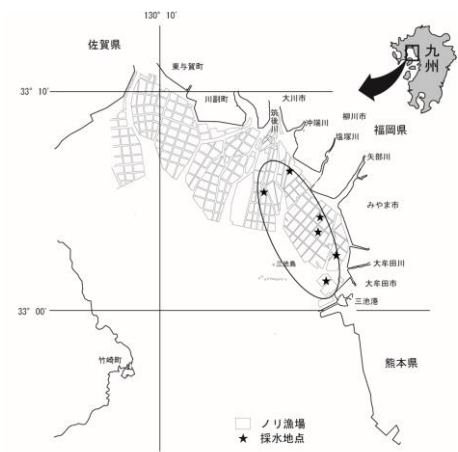 130° 10′
佐賀県
東与賀町
九州
33° 10′
川副町
大川市
筑後川
沖端川
柳川市
福岡県
塩塚川
矢部川
みやま市
三池島
大牟田川
大牟田市
三池港
33° 00′
竹崎町
熊本県
ノリ漁場
★ 採水地点